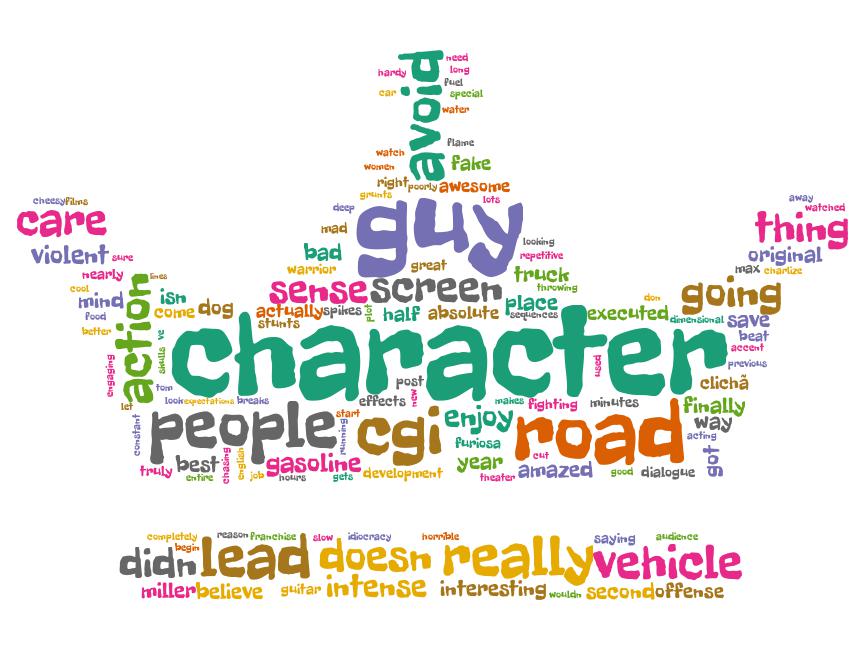 avoid
need
hardy
long
fuel
car
special
water
flame
watch
women
fake
right
poorly
awesome
grunts
lots
deep
guy
cheesy
films
care
violent
sure
nearly
lines
cool
mind
food
better
action
isn
come
dog
mad
bad
warrior
great
looking
repetitive
truck
throwing
away
watched
thing
original
max
charlize
going
sense
screen
place
sequences
don
executed
dimensional
save
beat
accent
previous
clichã
actually
spikes
plot
half
absolute
stunts
skulls
ve
engaging
tom
let
character
used
look
expectations
breaks
post
effects
new
makes
fighting
minutes
finally
way
acting
got
constant
people
start
running
cgi
enjoy
furiosa
road
truly
best
entire
chasing
english
job
gasoline
hours
gets
development
year
theater
cut
amazed
good
dialogue
completely
begin
reason
franchise
slow
idiocracy
horrible
saying
audience
didn
lead
doesn
really
vehicle
miller
believe
guitar
intense
interesting
wouldn
second
offense